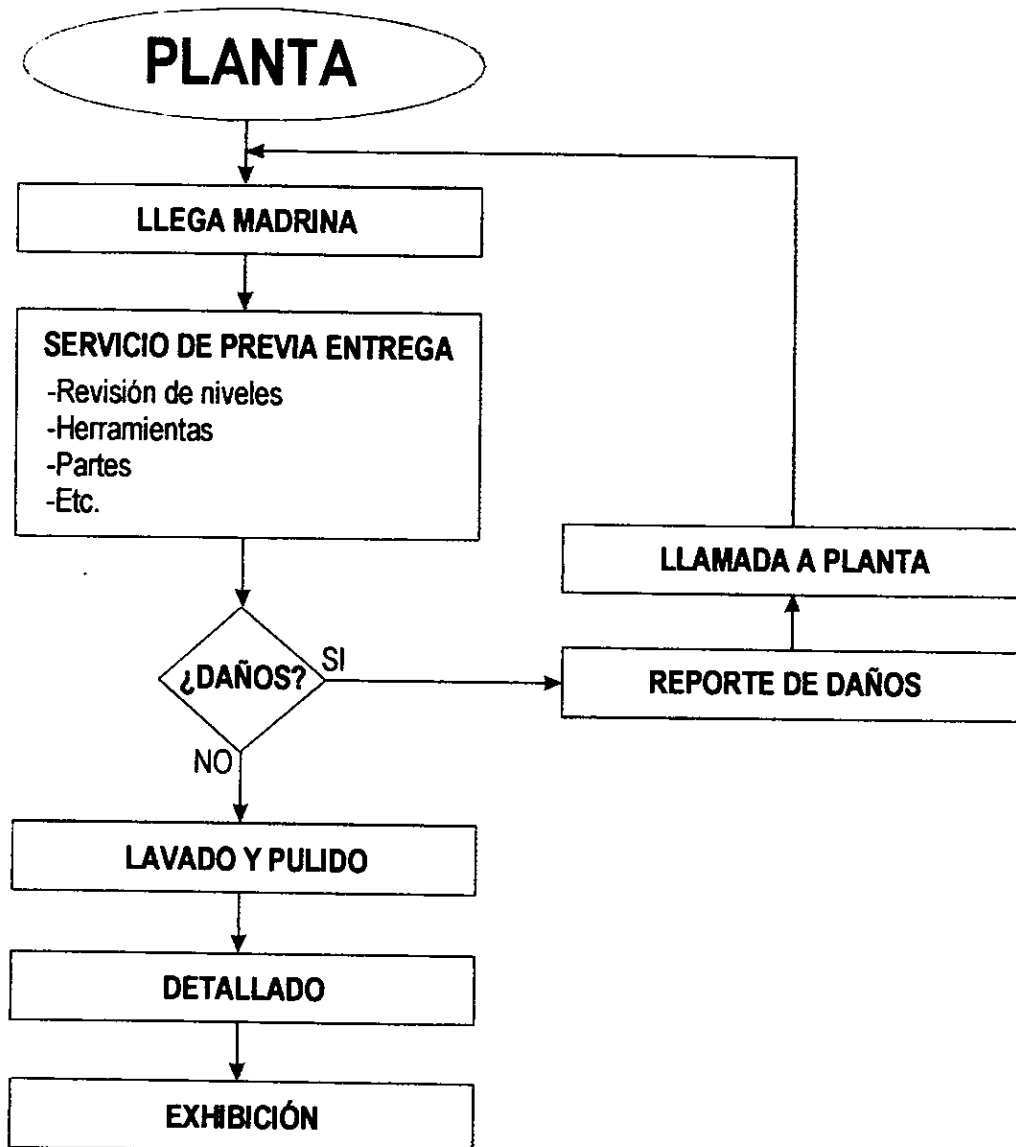 PLANTA
LLEGA MADRINA
SERVICIO DE PREVIA ENTREGA
-Revisión de niveles
-Herramientas
-Partes
-Etc.
¿DAÑOS?
SI
REPORTE DE DAÑOS
LLAMADA A PLANTA
NO
LAVADO Y PULIDO
DETALLADO
EXHIBICIÓN